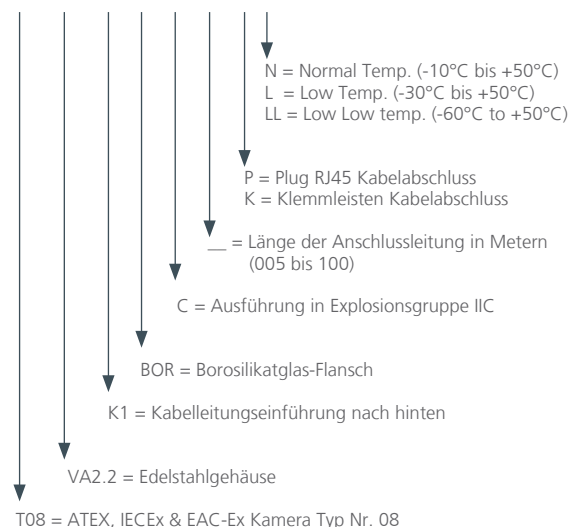 N = Normal Temp. (-10°C bis +50°C)
L = Low Temp. (-30°C bis +50°C)
LL = Low Low temp. (-60°C to +50°C)
P = Plug RJ45 Kabelabschluss
K = Klemmleisten Kabelabschluss
__ = Länge der Anschlussleitung in Metern
(005 bis 100)
C = Ausführung in Explosionsgruppe IIC
BOR = Borosilikatglas-Flansch
K1 = Kabelleitungseinführung nach hinten
VA2.2 = Edelstahlgehäuse
T08 = ATEX, IECEx & EAC-Ex Kamera Typ Nr. 08